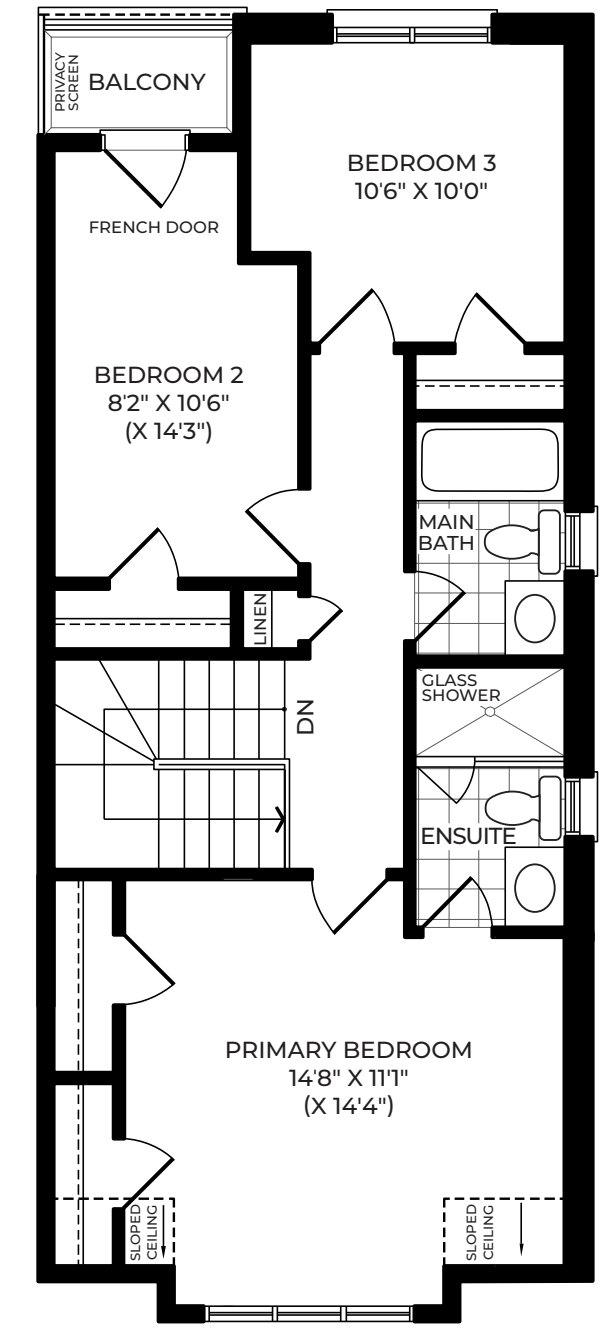 PRIVACY
SCREEN
BALCONY
FRENCH DOOR
BEDROOM 3
10'6" X 10'0"
BEDROOM 2
8'2" X 10'6"
(X 14'3")
MAIN
BATH
LINEN
GLASS
SHOWER
DN
ENSUITE
PRIMARY BEDROOM
14'8" X 11'1"
(X 14'4")
SLOPED
CEILING
SLOPED
CEILING